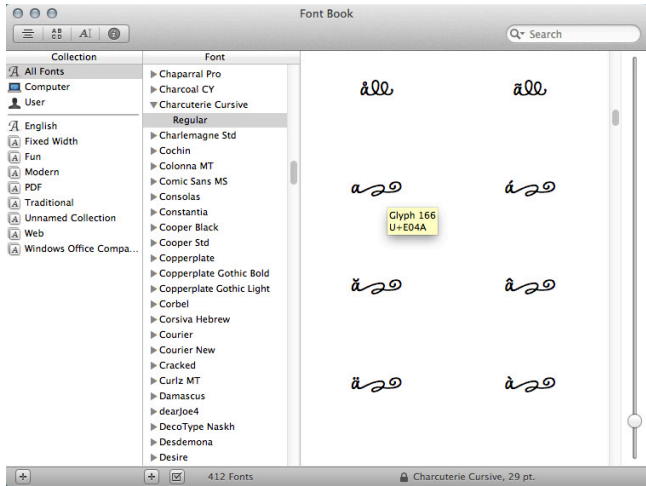 Font Book
Search
Collection
All Fonts
Computer
User
English
Fixed Width
Fun
Modern
PDF
Traditional
Unnamed Collection
Web
Windows Office Compa...
Font
Chaparral Pro
Charcoal CY
Charcuterie Cursive
Regular
Charlemagne Std
Cochin
Colonna MT
Comic Sans MS
Consolas
Constantia
Cooper Black
Cooper Std
Copperplate
Copperplate Gothic Bold
Copperplate Gothic Light
Corbel
Corsiva Hebrew
Courier
Courier New
Cracked
Curlz MT
Damascus
dearJoe4
DecoType Naskh
Desdemona
Desire
åll ãll
a á
Glyph 166
U+E04A
ă â
ä à
412 Fonts
Charcuterie Cursive, 29 pt.